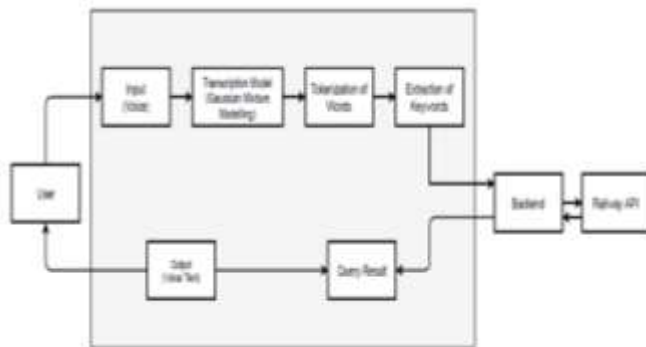 Input
(Voice)
Transcription Model
(Gaussian Mixture
Modelling)
Tokenization of
Words
Extraction of
Keywords
User
Backend
Railway API
Output
(Voice/Text)
Query Result